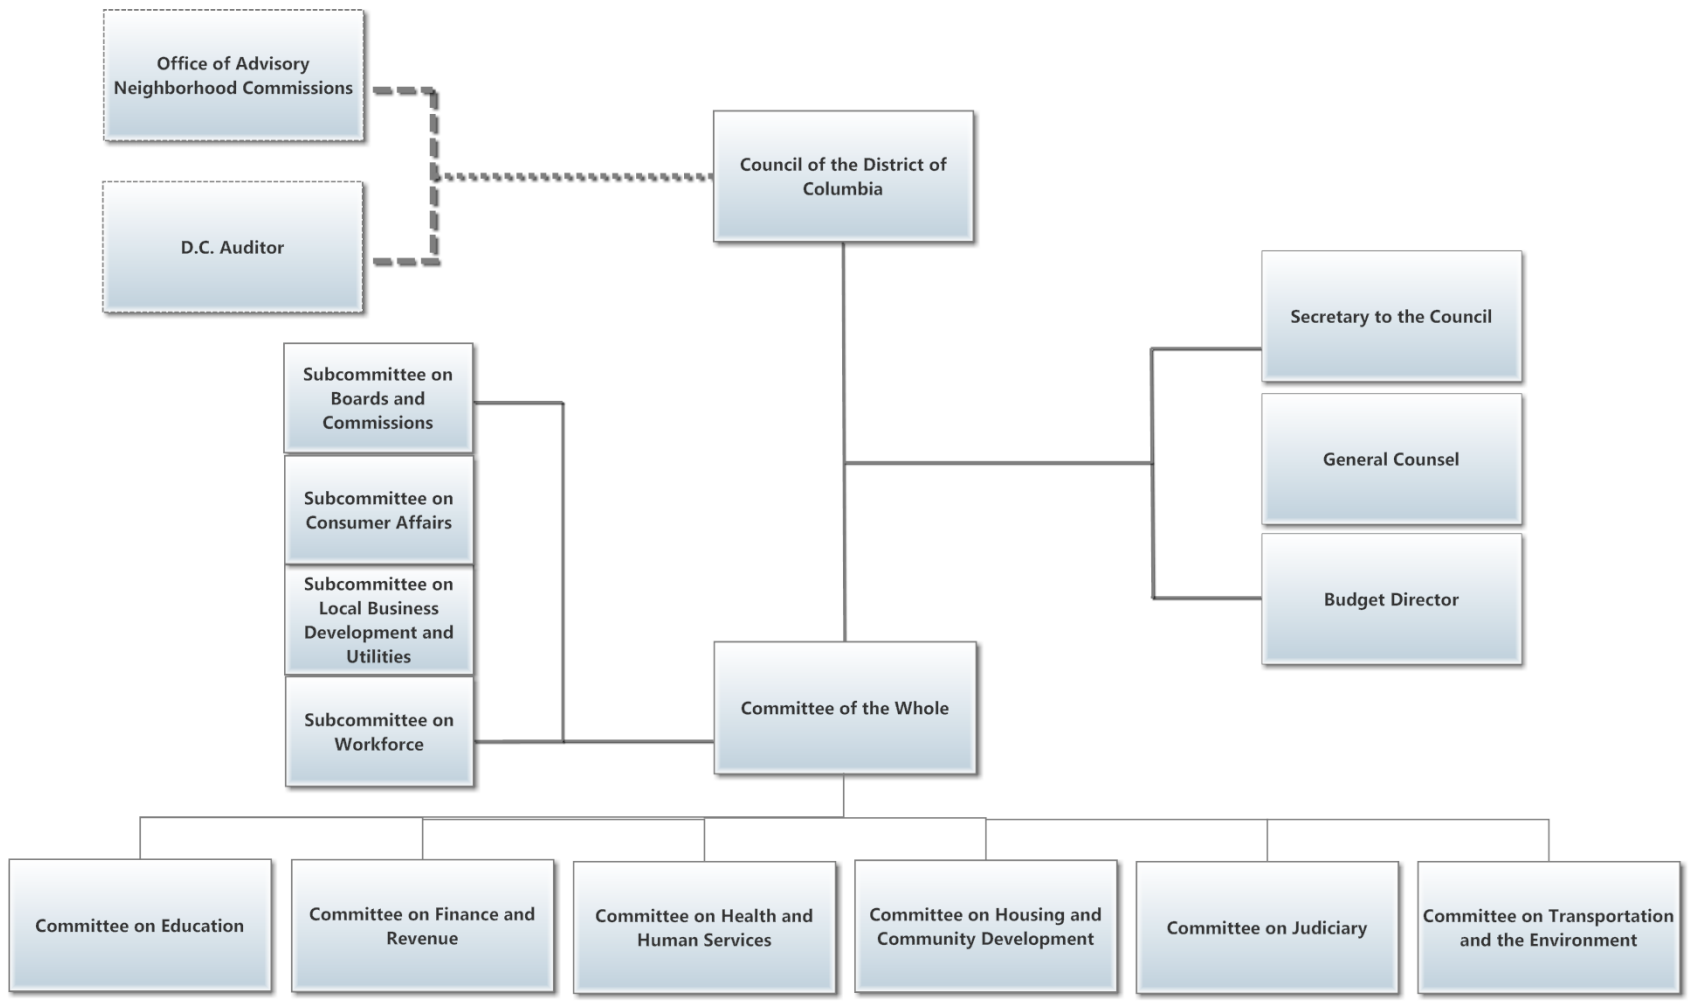 Office of Advisory
Neighborhood Commissions
Council of the District of
Columbia
D.C. Auditor
Secretary to the Council
Subcommittee on
Boards and
Commissions
General Counsel
Subcommittee on
Consumer Affairs
Subcommittee on
Local Business
Development and
Utilities
Budget Director
Subcommittee on
Workforce
Committee of the Whole
Committee on Education
Committee on Finance and
Revenue
Committee on Health and
Human Services
Committee on Housing and
Community Development
Committee on Judiciary
Committee on Transportation
and the Environment